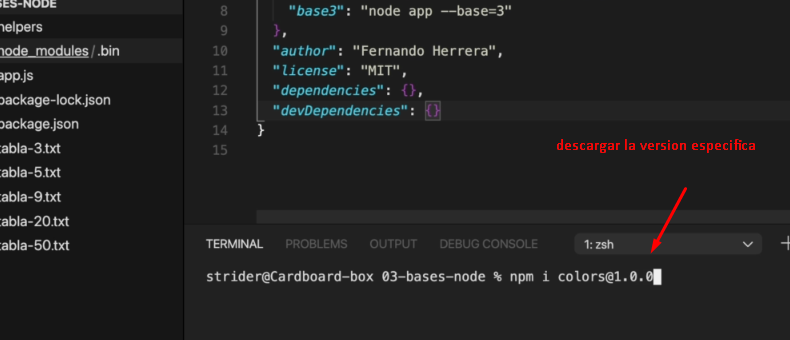 ASES-NODE
helpers
node_modules / .bin
app.js
package-lock.json
package.json
tabla-3.txt
tabla-5.txt
tabla-9.txt
tabla-20.txt
tabla-50.txt
8 "base3": "node app --base=3"
9 },
10 "author": "Fernando Herrera",
11 "license": "MIT",
12 "dependencies": {},
13 "devDependencies": {}
14 }
15
descargar la version especifica
TERMINAL PROBLEMS OUTPUT DEBUG CONSOLE 1: zsh
strider@Cardboard-box 03-bases-node % npm i colors@1.0.0